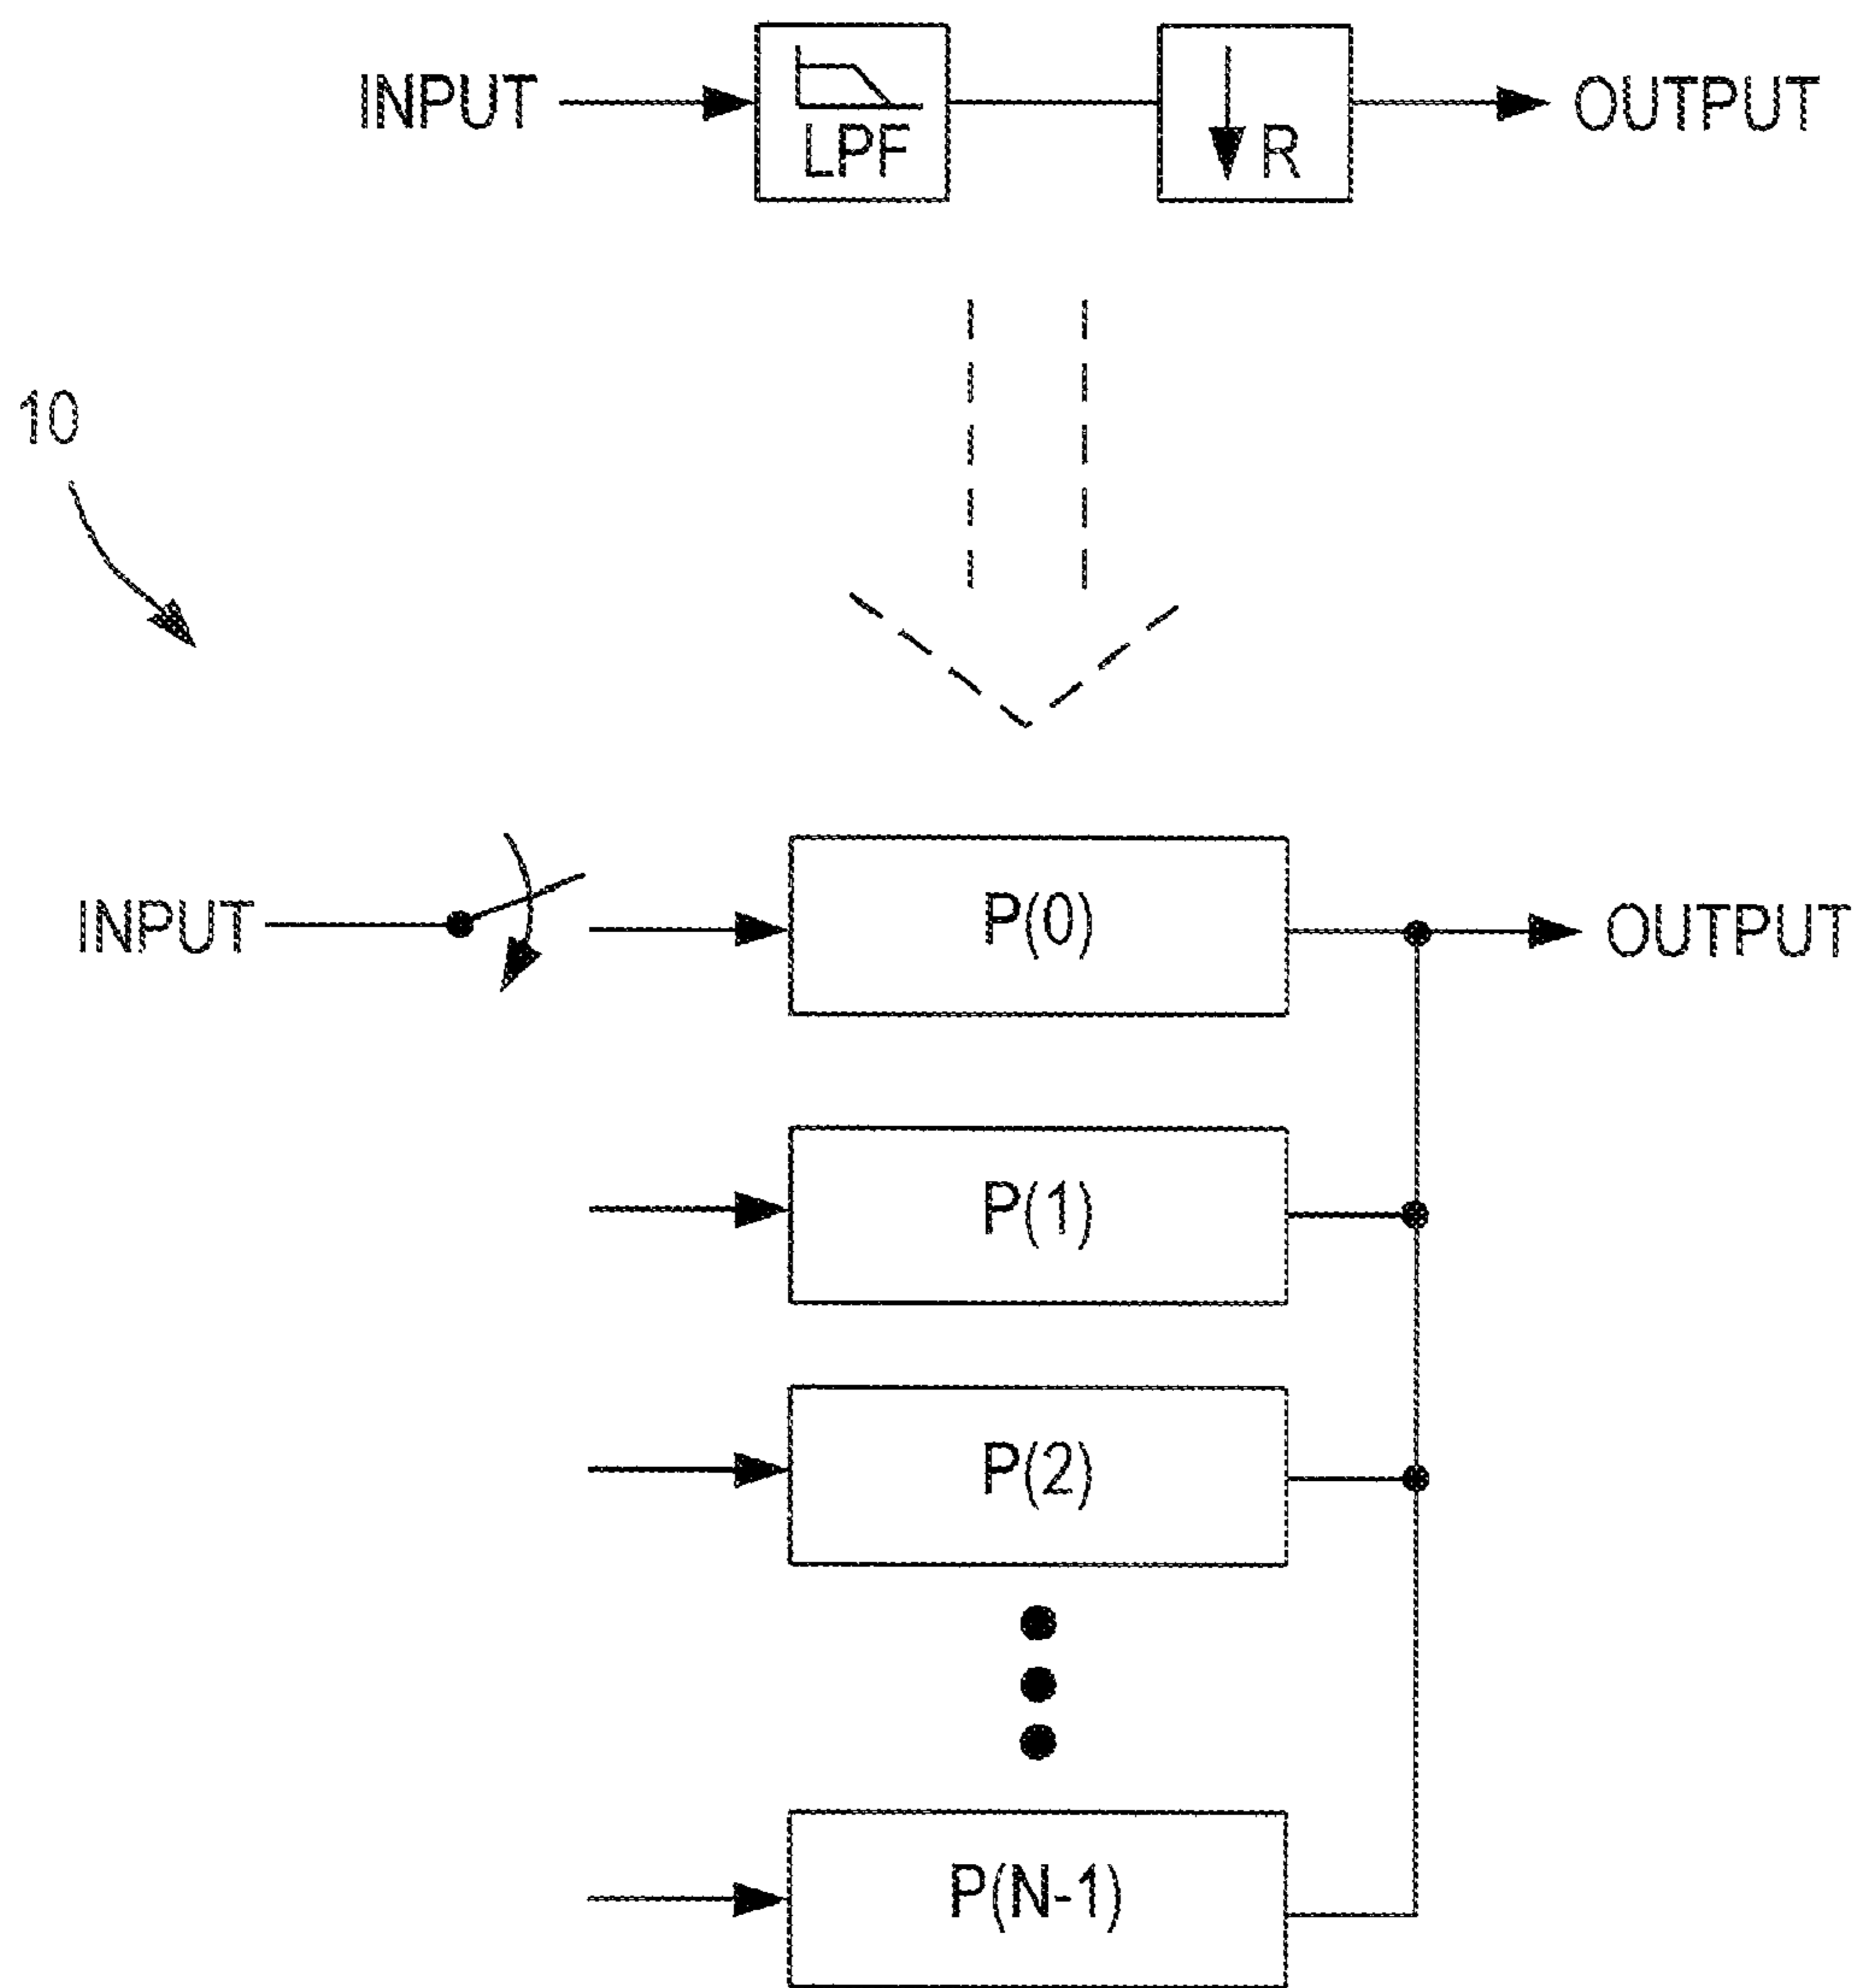 INPUT
LPF
R
OUTPUT
10
INPUT
P(0)
OUTPUT
P(1)
P(2)
P(N-1)